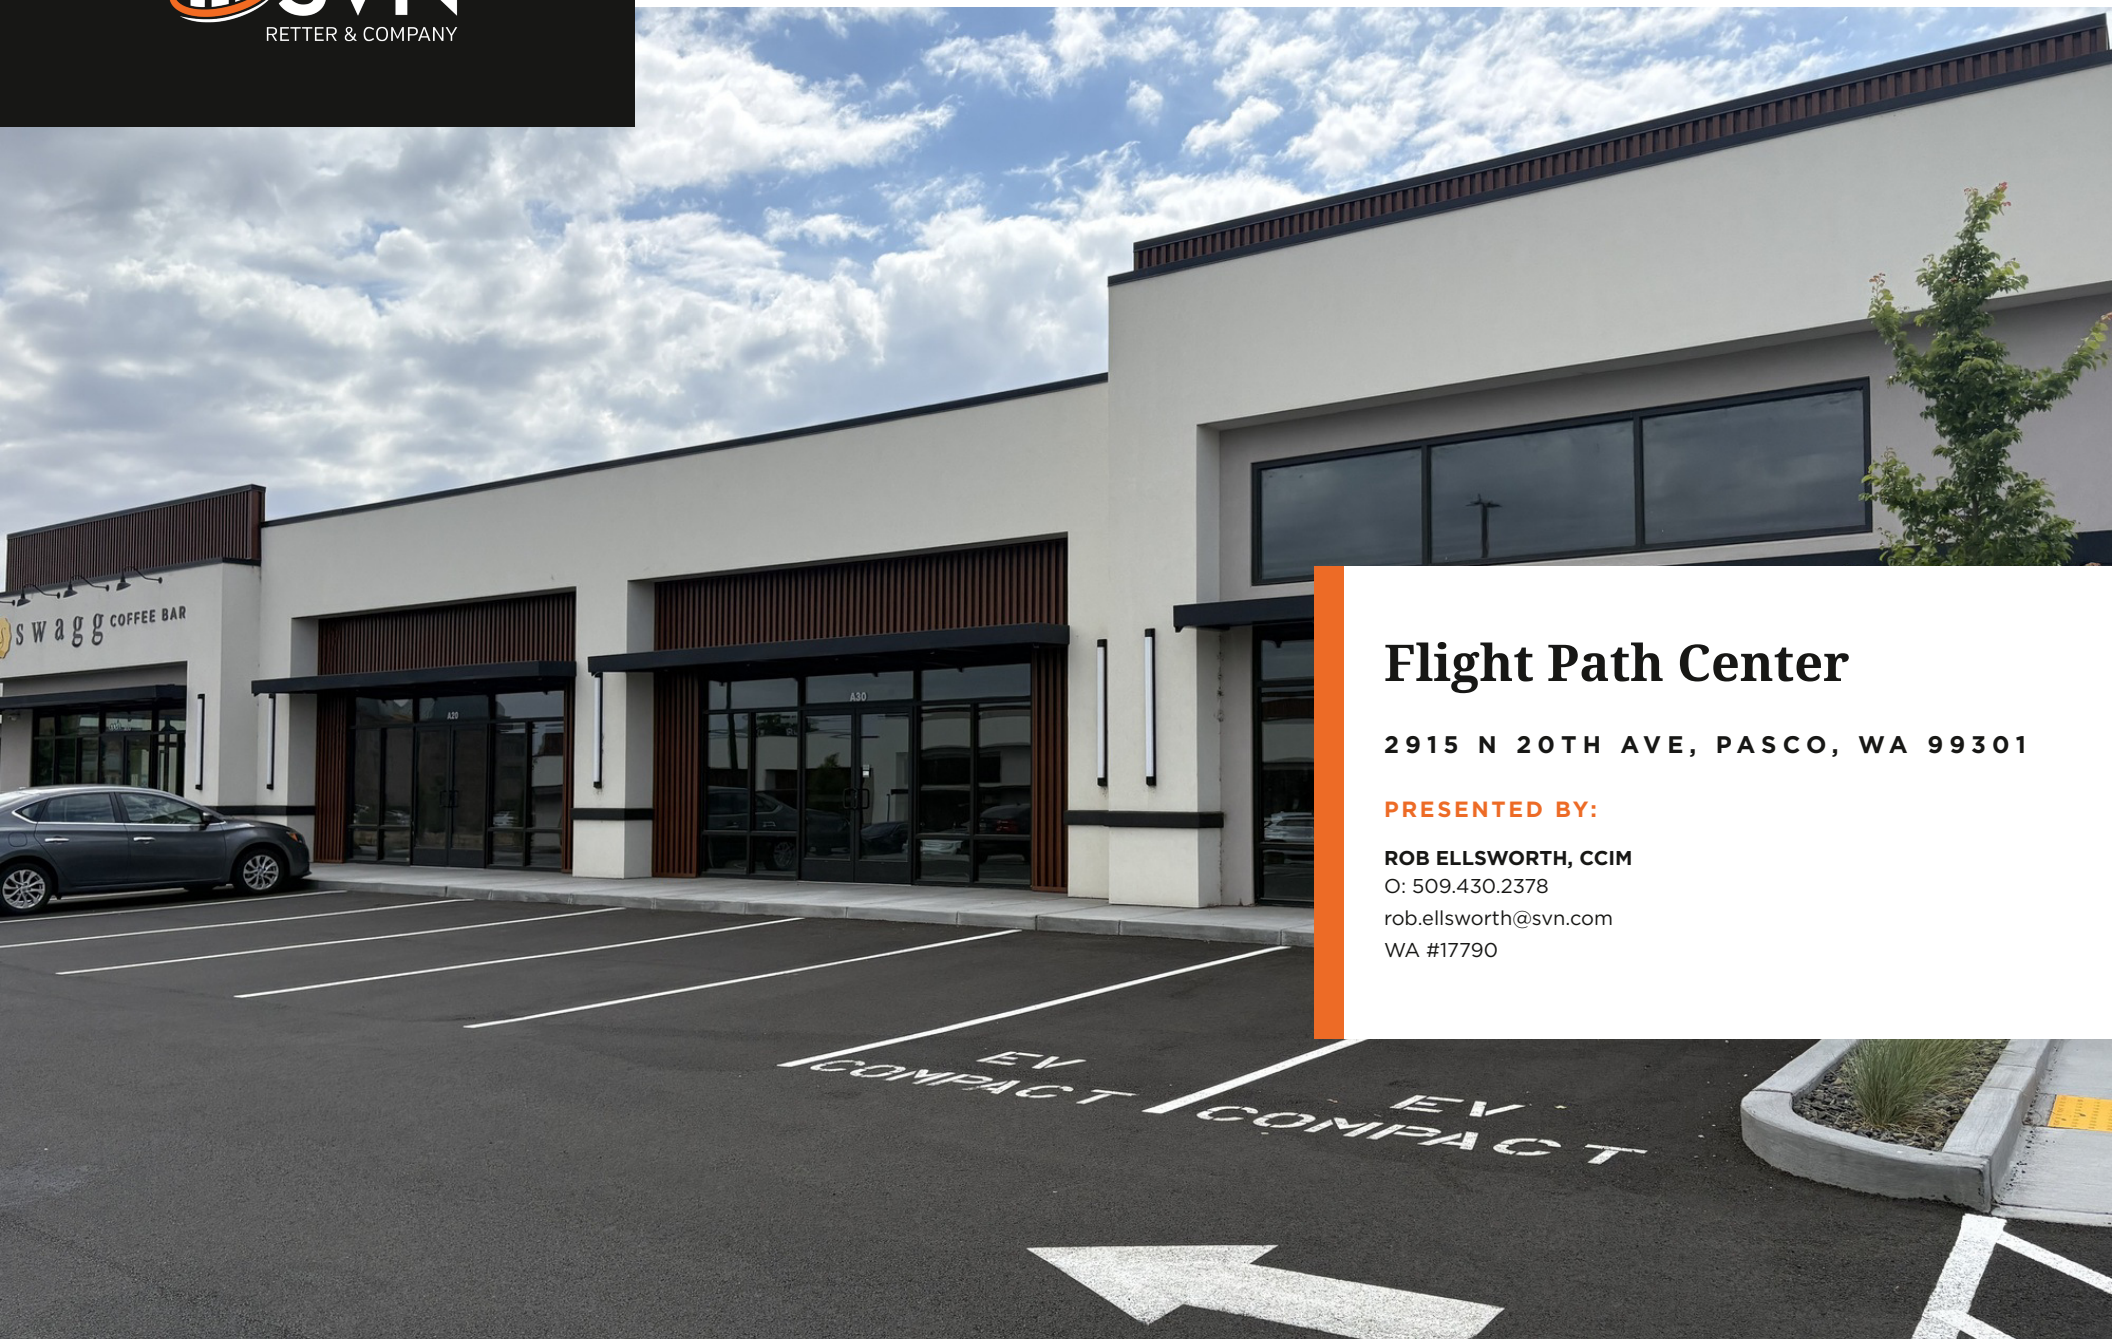 SVN
RETTER & COMPANY
swagg COFFEE BAR
A20
A30
Flight Path Center
2915 N 20TH AVE, PASCO, WA 99301
PRESENTED BY:
ROB ELLSWORTH, CCIM
O: 509.430.2378
rob.ellsworth@svn.com
WA #17790
EV
COMPACT
EV
COMPACT